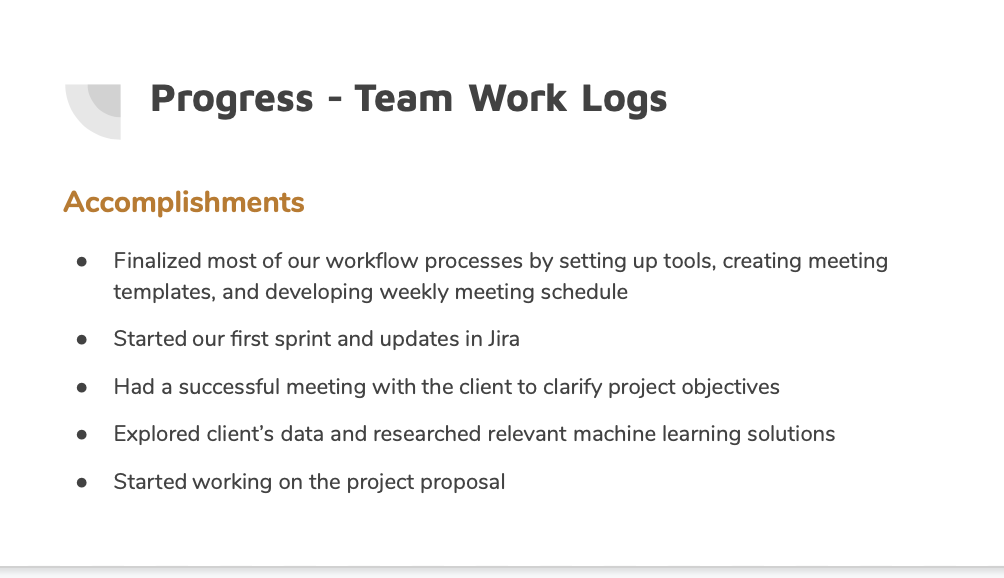 Progress - Team Work Logs
Accomplishments
● Finalized most of our workflow processes by setting up tools, creating meeting
templates, and developing weekly meeting schedule
● Started our first sprint and updates in Jira
● Had a successful meeting with the client to clarify project objectives
● Explored client’s data and researched relevant machine learning solutions
● Started working on the project proposal